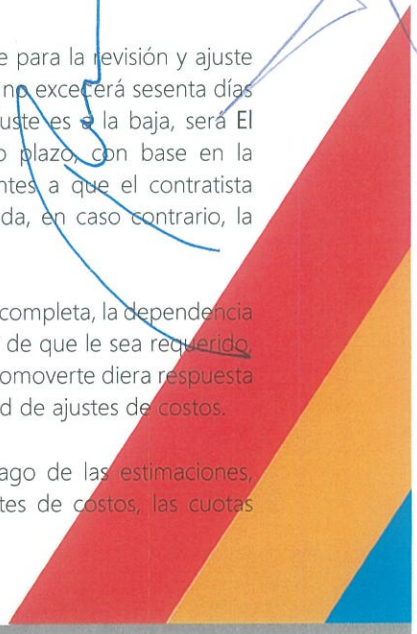 e para la revisión y ajuste
no excederá sesenta días
uste es a la baja, será El
o plazo, con base en la
ntes a que el contratista
da, en caso contrario, la
completa, la dependencia
de que le sea requerido,
omoverte diera respuesta
d de ajustes de costos.
ago de las estimaciones,
tes de costos, las cuotas